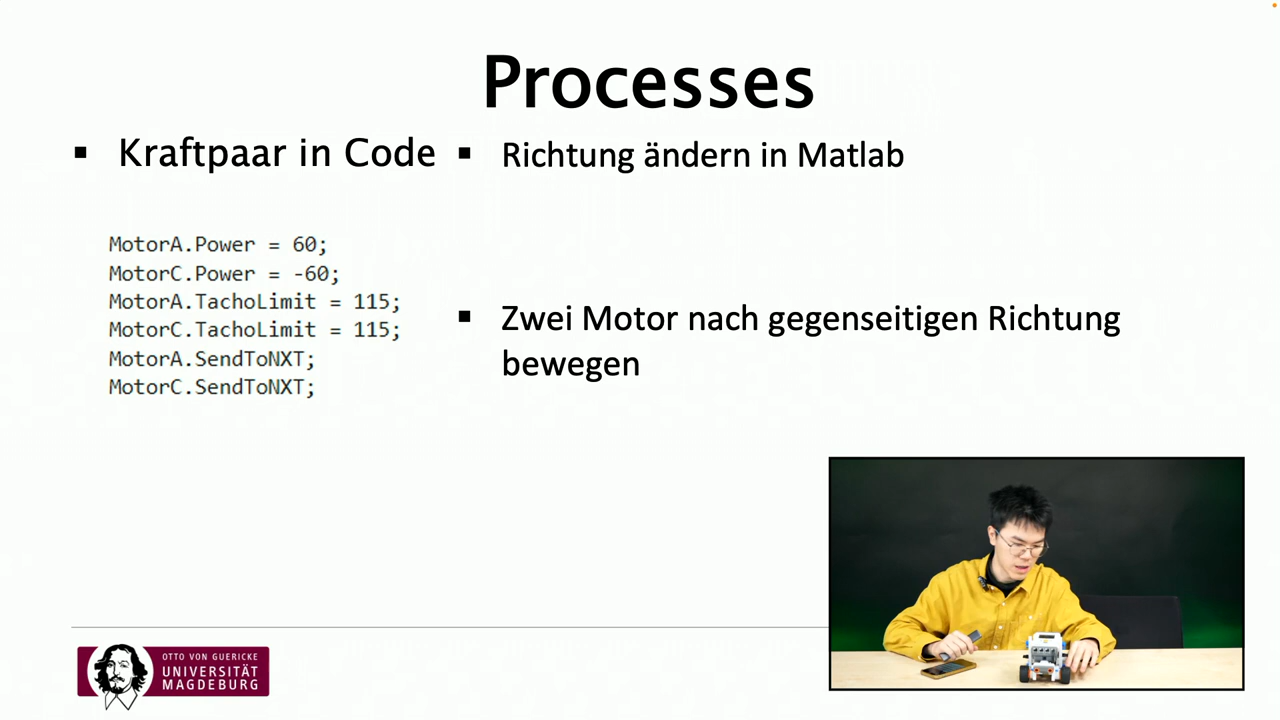 Processes
▪ Kraftpaar in Code
MotorA.Power = 60;
MotorC.Power = -60;
MotorA.TachoLimit = 115;
MotorC.TachoLimit = 115;
MotorA.SendToNXT;
MotorC.SendToNXT;
▪ Richtung ändern in Matlab
▪ Zwei Motor nach gegenseitigen Richtung
bewegen
OTTO VON GUERICKE
UNIVERSITÄT
MAGDEBURG